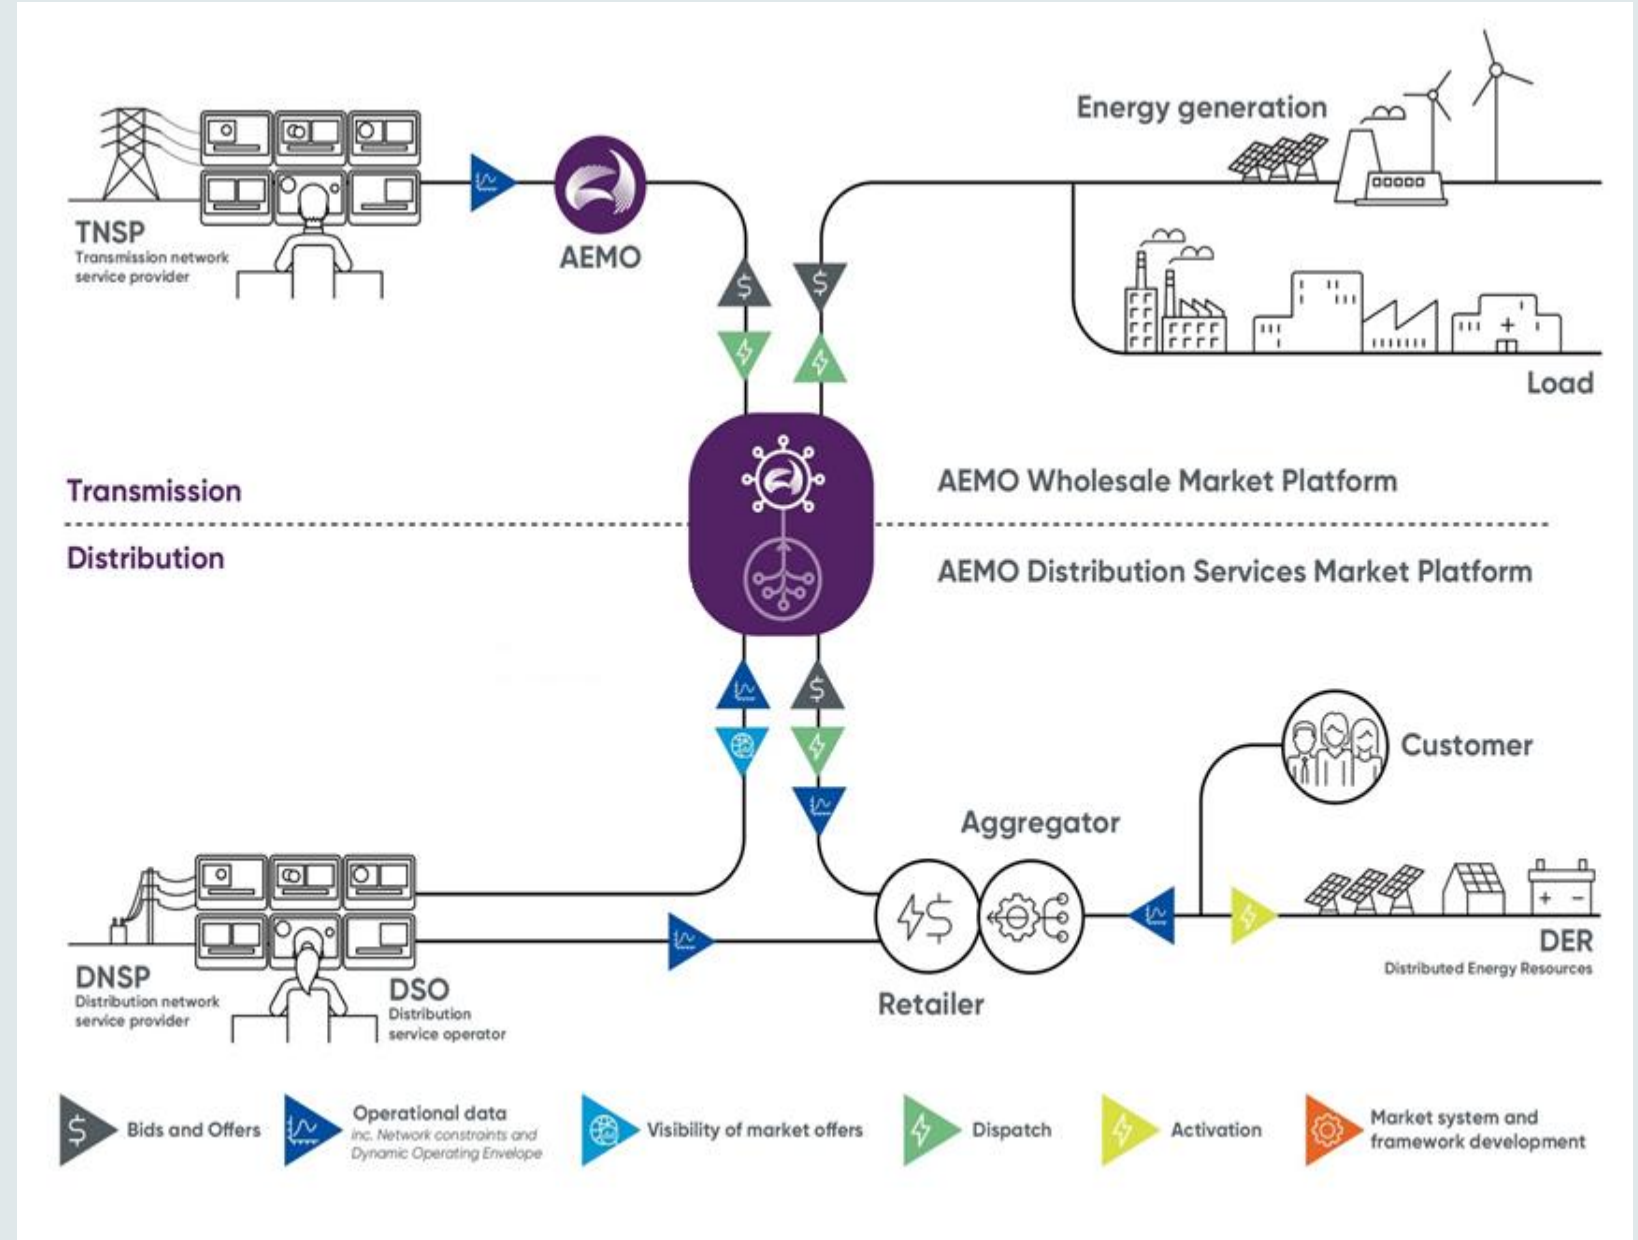 Energy generation
TNSP
Transmission network
service provider
AEMO
Load
Transmission
AEMO Wholesale Market Platform
Distribution
AEMO Distribution Services Market Platform
Customer
Aggregator
DNSP
Distribution network
service provider
DSO
Distribution
service operator
Retailer
DER
Distributed Energy Resources
Bids and Offers
Operational data
inc. Network constraints and
Dynamic Operating Envelope
Visibility of market offers
Dispatch
Activation
Market system and
framework development